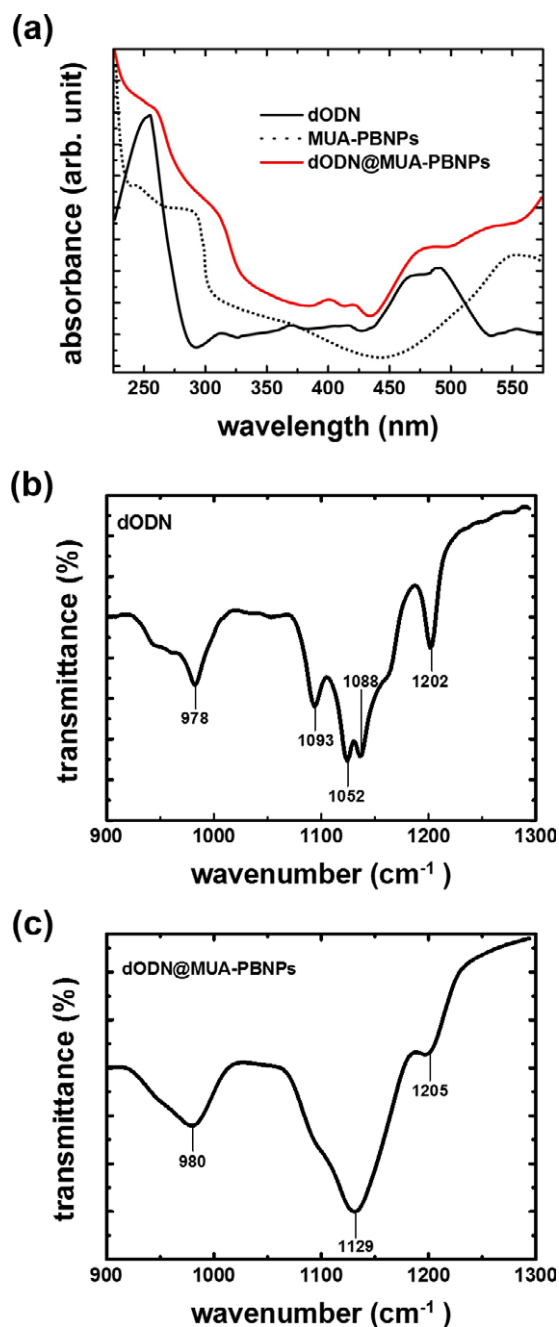 (a)
absorbance (arb. unit)
dODN
MUA-PBNPs
dODN@MUA-PBNPs
250 300 350 400 450 500 550
wavelength (nm)
(b)
transmittance (%)
dODN
978
1093
1088
1052
1202
900 1000 1100 1200 1300
wavenumber (cm⁻¹)
(c)
transmittance (%)
dODN@MUA-PBNPs
980
1129
1205
900 1000 1100 1200 1300
wavenumber (cm⁻¹)